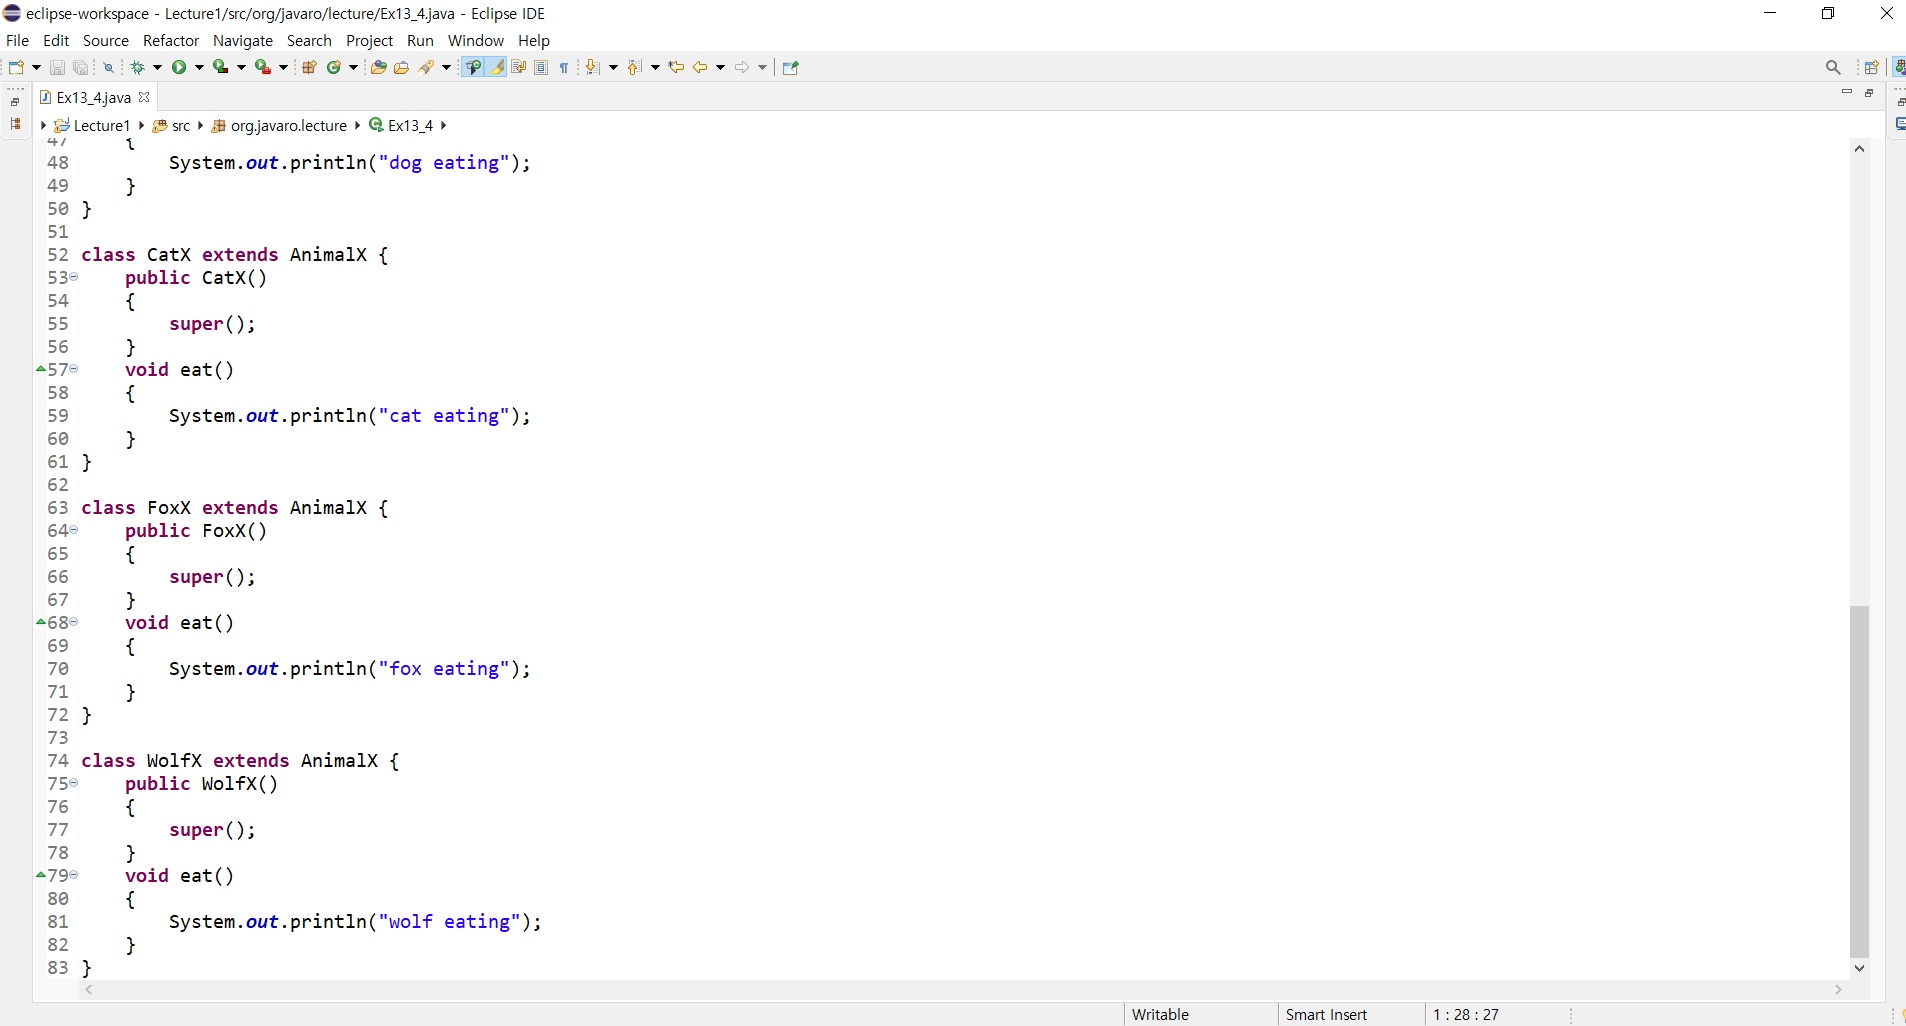 eclipse-workspace - Lecture1/src/org/javaro/lecture/Ex13_4.java - Eclipse IDE
File Edit Source Refactor Navigate Search Project Run Window Help
Ex13_4.java
Lecture1 src org.javaro.lecture Ex13_4
47 {
48 System.out.println("dog eating");
49 }
50 }
51
52 class CatX extends AnimalX {
53 public CatX()
54 {
55 super();
56 }
57 void eat()
58 {
59 System.out.println("cat eating");
60 }
61 }
62
63 class FoxX extends AnimalX {
64 public FoxX()
65 {
66 super();
67 }
68 void eat()
69 {
70 System.out.println("fox eating");
71 }
72 }
73
74 class WolfX extends AnimalX {
75 public WolfX()
76 {
77 super();
78 }
79 void eat()
80 {
81 System.out.println("wolf eating");
82 }
83 }
Writable Smart Insert 1 : 28 : 27